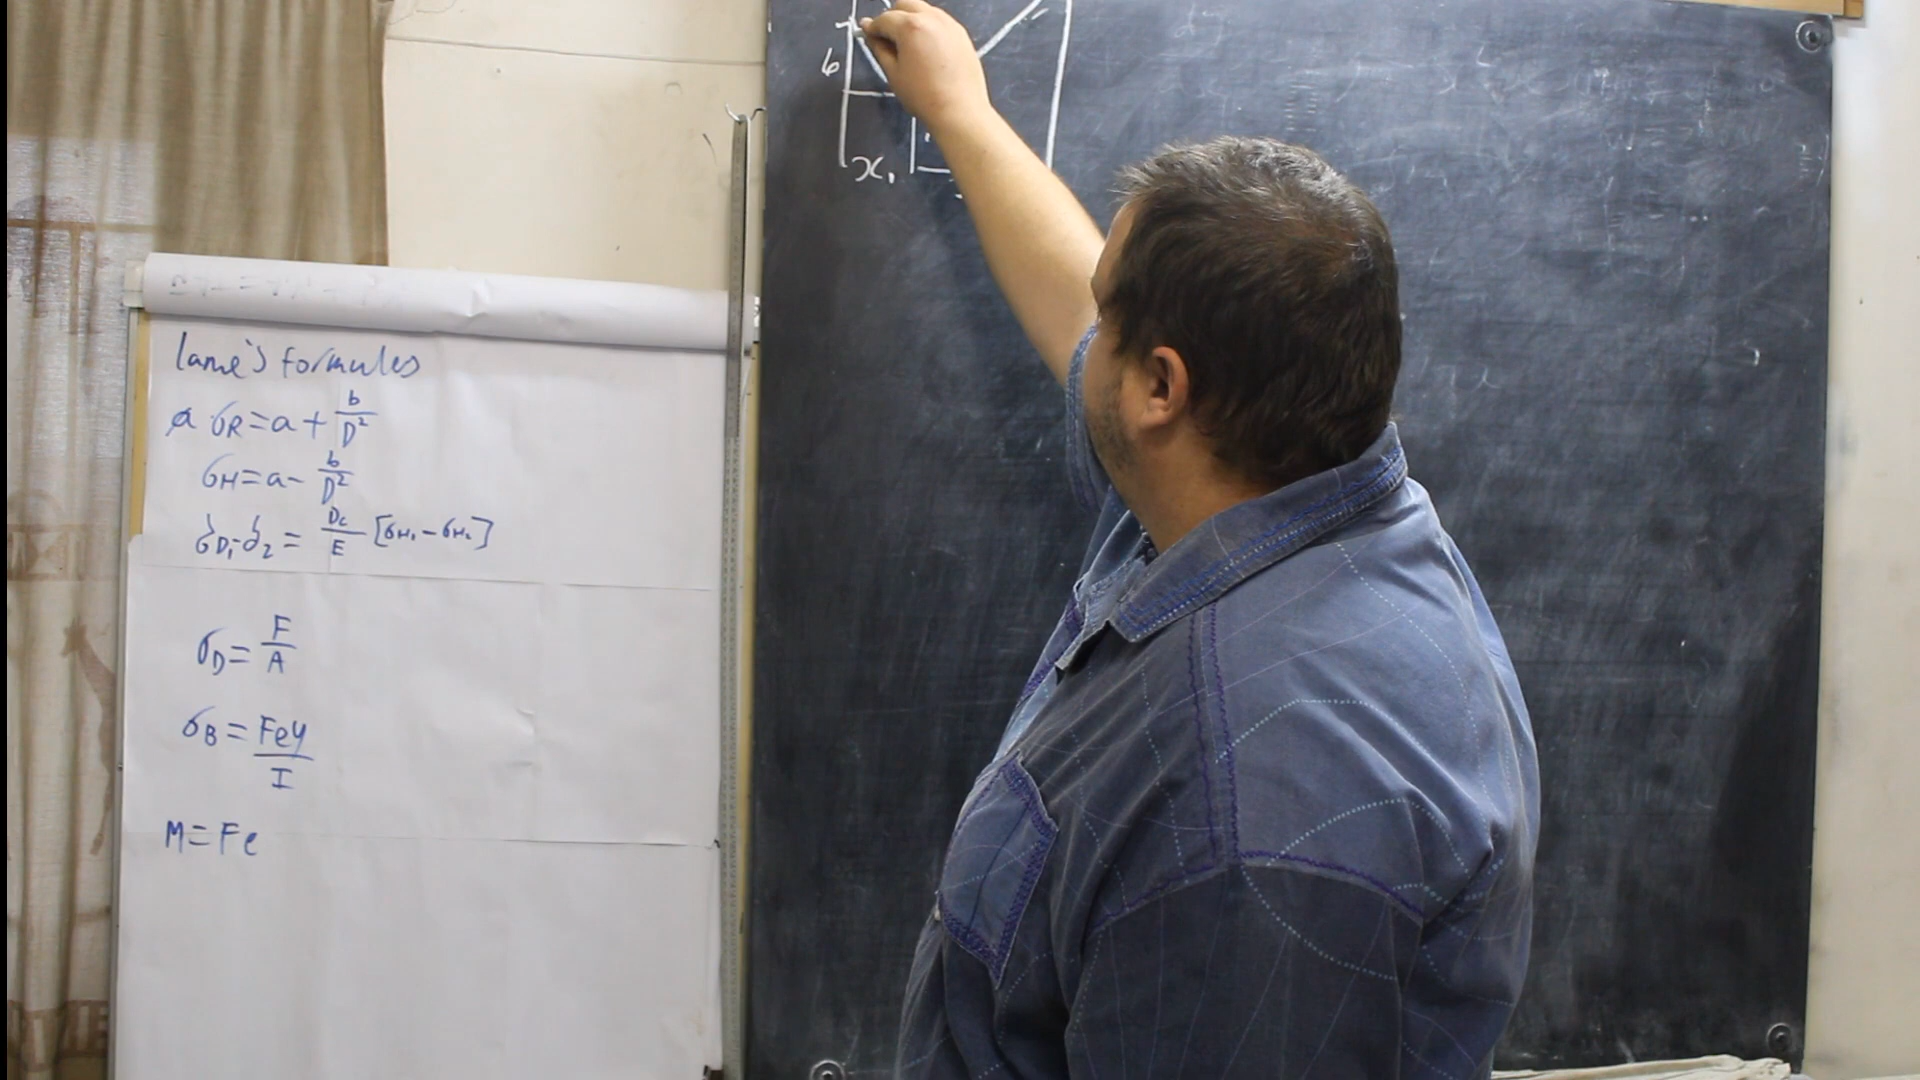 Lame's formules
a σR = a + b/D²
σH = a - b/D²
δD₁ - δ₂ = Dc/E [σH₁ - σH₂]
σD = F/A
σB = Fey/I
M = Fe
6
x₁